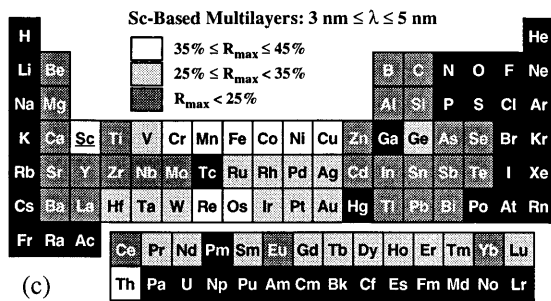 Sc-Based Multilayers: 3 nm ≤ λ ≤ 5 nm
H He
35% ≤ Rmax ≤ 45%
Li Be B C N O F Ne
25% ≤ Rmax < 35%
Na Mg Al Si P S Cl Ar
Rmax < 25%
K Ca Sc Ti V Cr Mn Fe Co Ni Cu Zn Ga Ge As Se Br Kr
Rb Sr Y Zr Nb Mo Tc Ru Rh Pd Ag Cd In Sn Sb Te I Xe
Cs Ba La Hf Ta W Re Os Ir Pt Au Hg Tl Pb Bi Po At Rn
Fr Ra Ac
Ce Pr Nd Pm Sm Eu Gd Tb Dy Ho Er Tm Yb Lu
(c) Th Pa U Np Pu Am Cm Bk Cf Es Fm Md No Lr